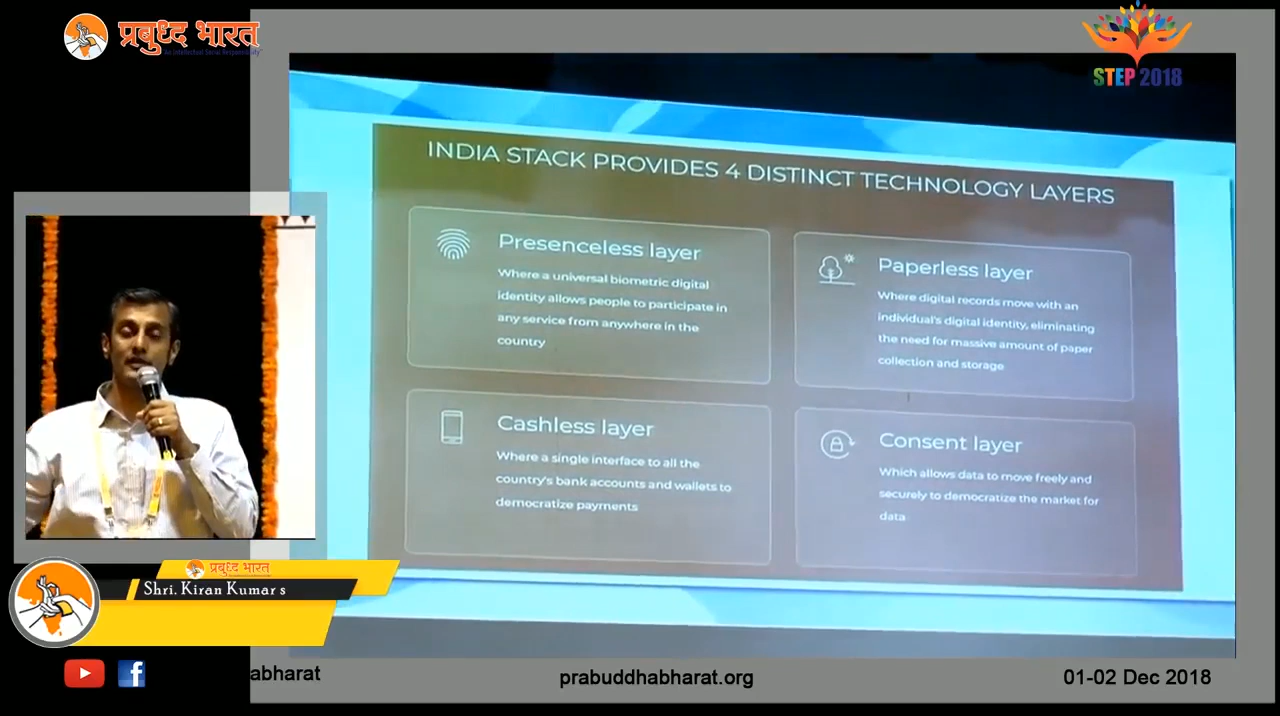 प्रबुध्द भारत
An Intellectual Social Responsibility
STEP 2018
INDIA STACK PROVIDES 4 DISTINCT TECHNOLOGY LAYERS
Presenceless layer
Where a universal biometric digital
identity allows people to participate in
any service from anywhere in the
country
Paperless layer
Where digital records move with an
individual's digital identity, eliminating
the need for massive amount of paper
collection and storage
Cashless layer
Where a single interface to all the
country's bank accounts and wallets to
democratize payments
Consent layer
Which allows data to move freely and
securely to democratize the market for
data
प्रबुध्द भारत
Shri. Kiran Kumar s
abharat
prabuddhabharat.org
01-02 Dec 2018